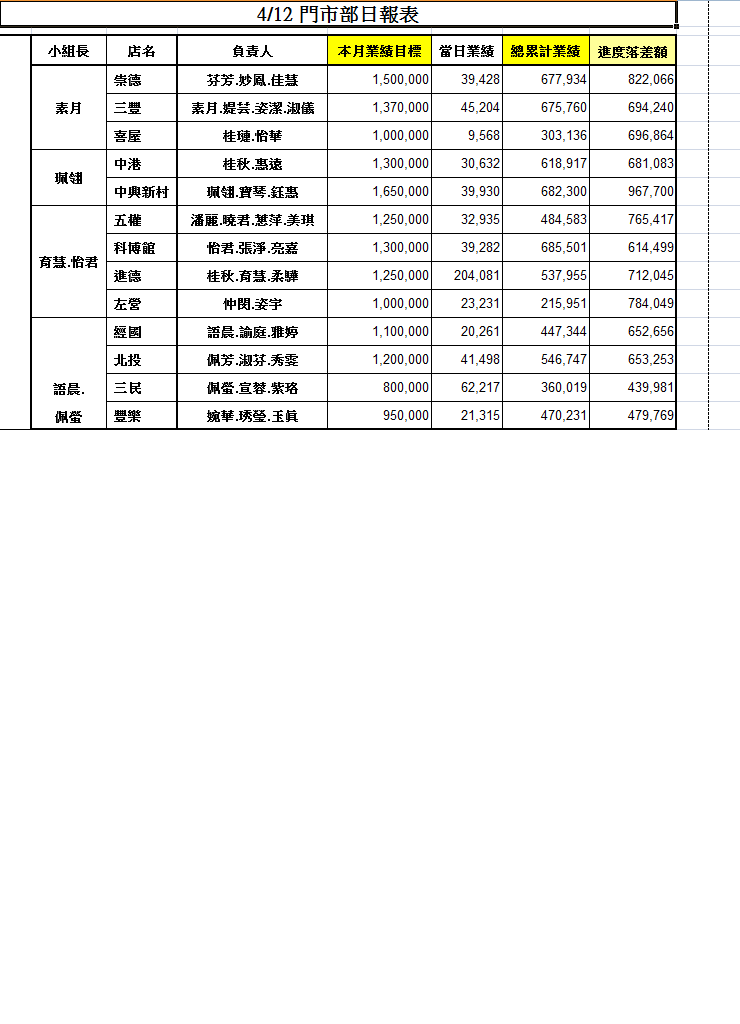 4/12 門市部日報表
小組長 店名 負責人 本月業績目標 當日業績 總累計業績 進度落差額
素月 崇德 芬芳.妙鳳.佳慧 1,500,000 39,428 677,934 822,066
三豐 素月.媞芸.姿潔.淑儀 1,370,000 45,204 675,760 694,240
喜屋 桂璉.怡華 1,000,000 9,568 303,136 696,864
珮翎 中港 桂秋.惠遠 1,300,000 30,632 618,917 681,083
中興新村 珮翎.寶琴.鈺惠 1,650,000 39,930 682,300 967,700
育慧.怡君 五權 潘麗.曉君.慧萍.美琪 1,250,000 32,935 484,583 765,417
科博館 怡君.張淨.亮嘉 1,300,000 39,282 685,501 614,499
進德 桂秋.育慧.柔驊 1,250,000 204,081 537,955 712,045
左營 仲閔.姿宇 1,000,000 23,231 215,951 784,049
語晨.
佩螢 經國 語晨.諭庭.雅婷 1,100,000 20,261 447,344 652,656
北投 佩芳.淑芬.秀雯 1,200,000 41,498 546,747 653,253
三民 佩螢.宣蓉.紫珞 800,000 62,217 360,019 439,981
豐樂 婉華.琇瑩.玉眞 950,000 21,315 470,231 479,769